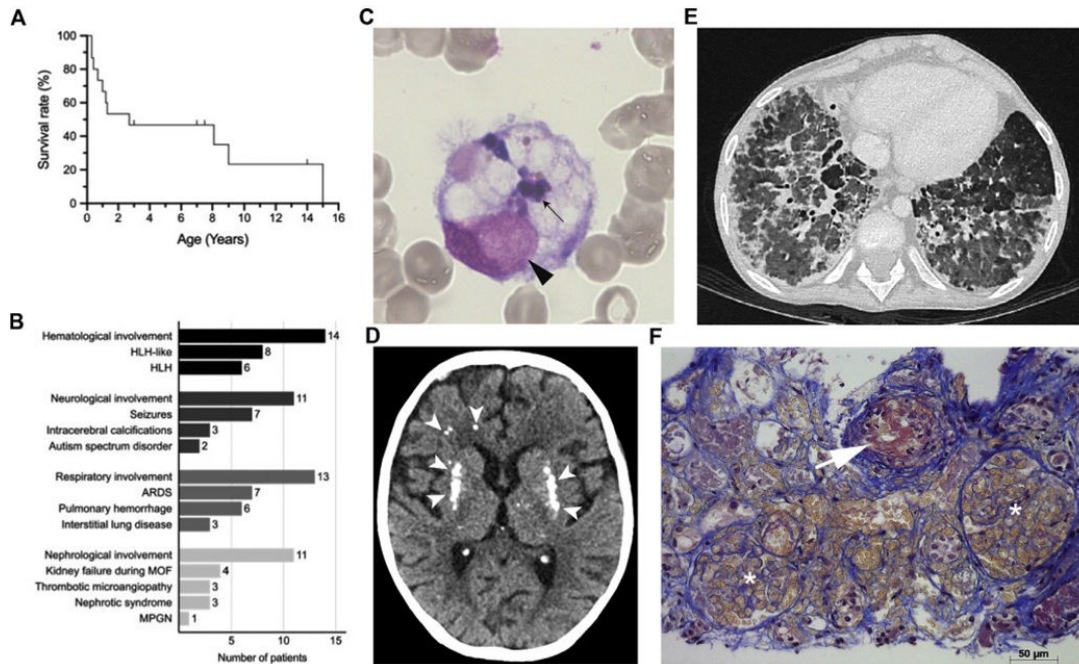 A
100
80
60
40
20
0
Survival rate (%)
0 2 4 6 8 10 12 14 16
Age (Years)
B
Hematological involvement 14
HLH-like 8
HLH 6
Neurological involvement 11
Seizures 7
Intracerebral calcifications 3
Autism spectrum disorder 2
Respiratory involvement 13
ARDS 7
Pulmonary hemorrhage 6
Interstitial lung disease 3
Nephrological involvement 11
Kidney failure during MOF 4
Thrombotic microangiopathy 3
Nephrotic syndrome 3
MPGN 1
5 10 15
Number of patients
C
D
E
F
*
*
50 µm